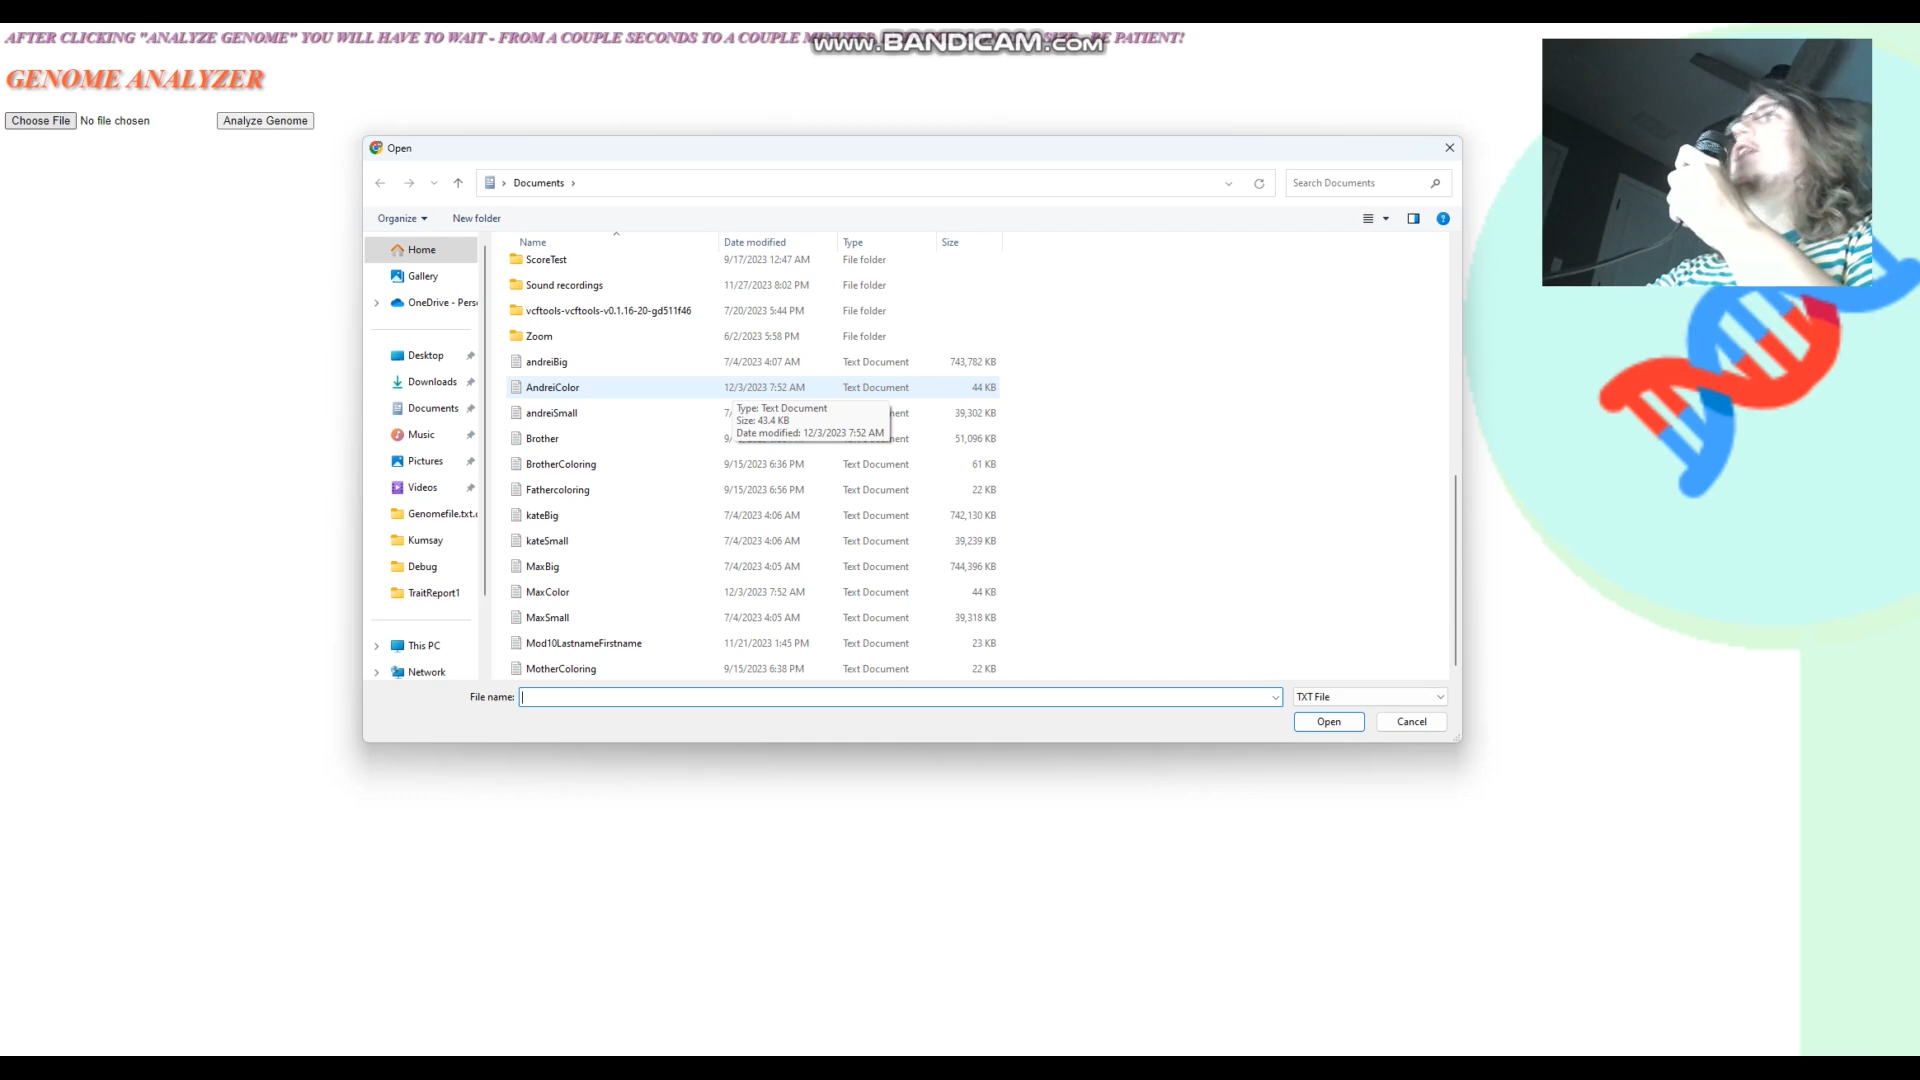 AFTER CLICKING "ANALYZE GENOME" YOU WILL HAVE TO WAIT - FROM A COUPLE SECONDS TO A COUPLE PATIENT!
www.BANDICAM.com
GENOME ANALYZER
Choose File No file chosen Analyze Genome
Open
Documents
Search Documents
Organize New folder
Name Date modified Type Size
Home
Gallery
OneDrive - Pers
Desktop
Downloads
Documents
Music
Pictures
Videos
Genomefile.txt.
Kumsay
Debug
TraitReport1
This PC
Network
ScoreTest 9/17/2023 12:47 AM File folder
Sound recordings 11/27/2023 8:02 PM File folder
vcftools-vcftools-v0.1.16-20-gd511f46 7/20/2023 5:44 PM File folder
Zoom 6/2/2023 5:58 PM File folder
andreiBig 7/4/2023 4:07 AM Text Document 743,782 KB
AndreiColor 12/3/2023 7:52 AM Text Document 44 KB
andreiSmall 7/ ent 39,302 KB
Brother 9/ ent 51,096 KB
Type: Text Document
Size: 43.4 KB
Date modified: 12/3/2023 7:52 AM
BrotherColoring 9/15/2023 6:36 PM Text Document 61 KB
Fathercoloring 9/15/2023 6:56 PM Text Document 22 KB
kateBig 7/4/2023 4:06 AM Text Document 742,130 KB
kateSmall 7/4/2023 4:06 AM Text Document 39,239 KB
MaxBig 7/4/2023 4:05 AM Text Document 744,396 KB
MaxColor 12/3/2023 7:52 AM Text Document 44 KB
MaxSmall 7/4/2023 4:05 AM Text Document 39,318 KB
Mod10LastnameFirstname 11/21/2023 1:45 PM Text Document 23 KB
MotherColoring 9/15/2023 6:38 PM Text Document 22 KB
File name: TXT File
Open Cancel